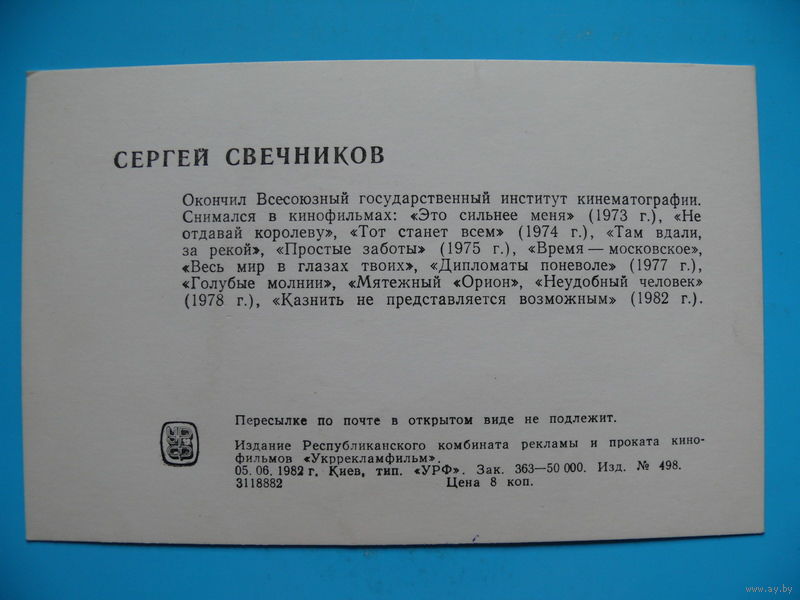 СЕРГЕЙ СВЕЧНИКОВ
Окончил Всесоюзный государственный институт кинематографии.
Снимался в кинофильмах: «Это сильнее меня» (1973 г.), «Не
отдавай королеву», «Тот станет всем» (1974 г.), «Там вдали,
за рекой», «Простые заботы» (1975 г.), «Время — московское»,
«Весь мир в глазах твоих», «Дипломаты поневоле» (1977 г.),
«Голубые молнии», «Мятежный «Орион», «Неудобный человек»
(1978 г.), «Казнить не представляется возможным» (1982 г.).
Пересылке по почте в открытом виде не подлежит.
Издание Республиканского комбината рекламы и проката кино-
фильмов «Укррекламфильм».
05.06.1982 г. Киев, тип. «УРФ». Зак. 363—50 000. Изд. № 498.
3118882 Цена 8 коп.
www.ay.by